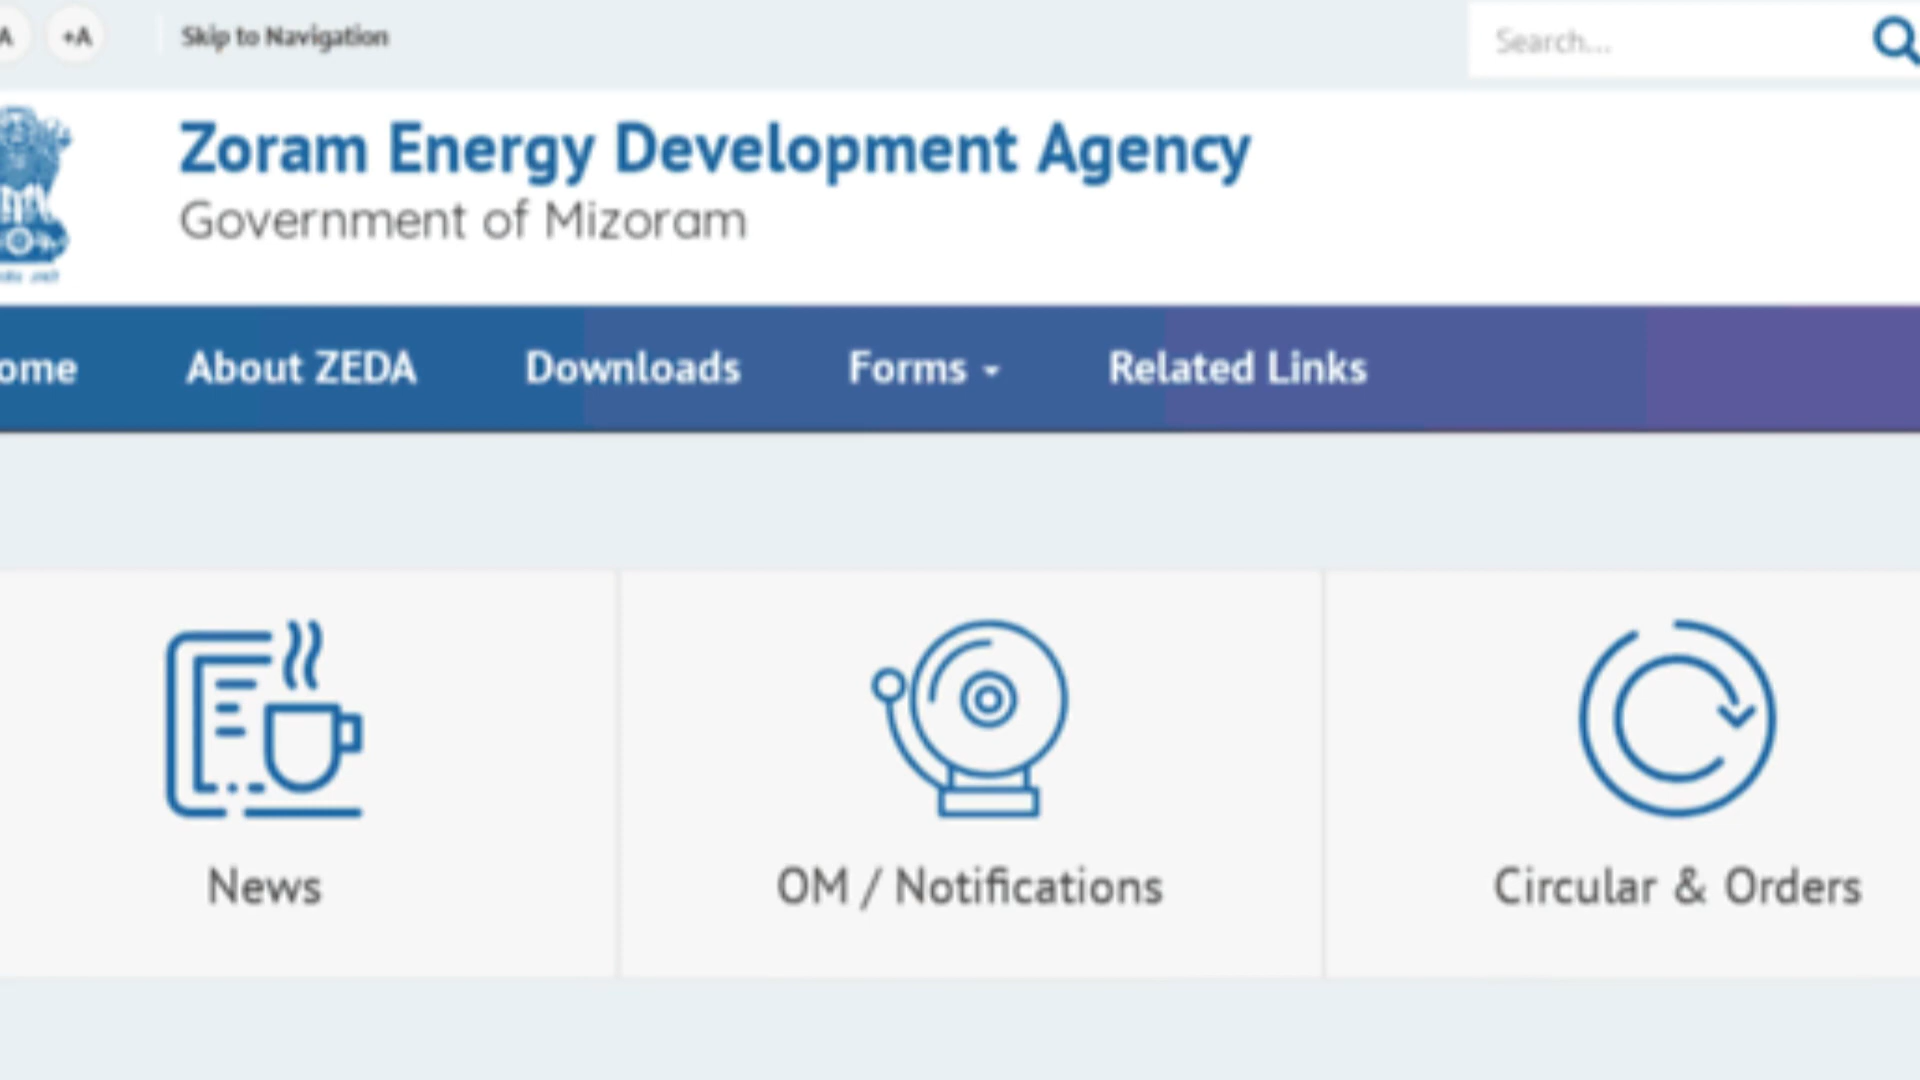 A +A Skip to Navigation Search...
Zoram Energy Development Agency
Government of Mizoram
ome About ZEDA Downloads Forms Related Links
News OM / Notifications Circular & Orders